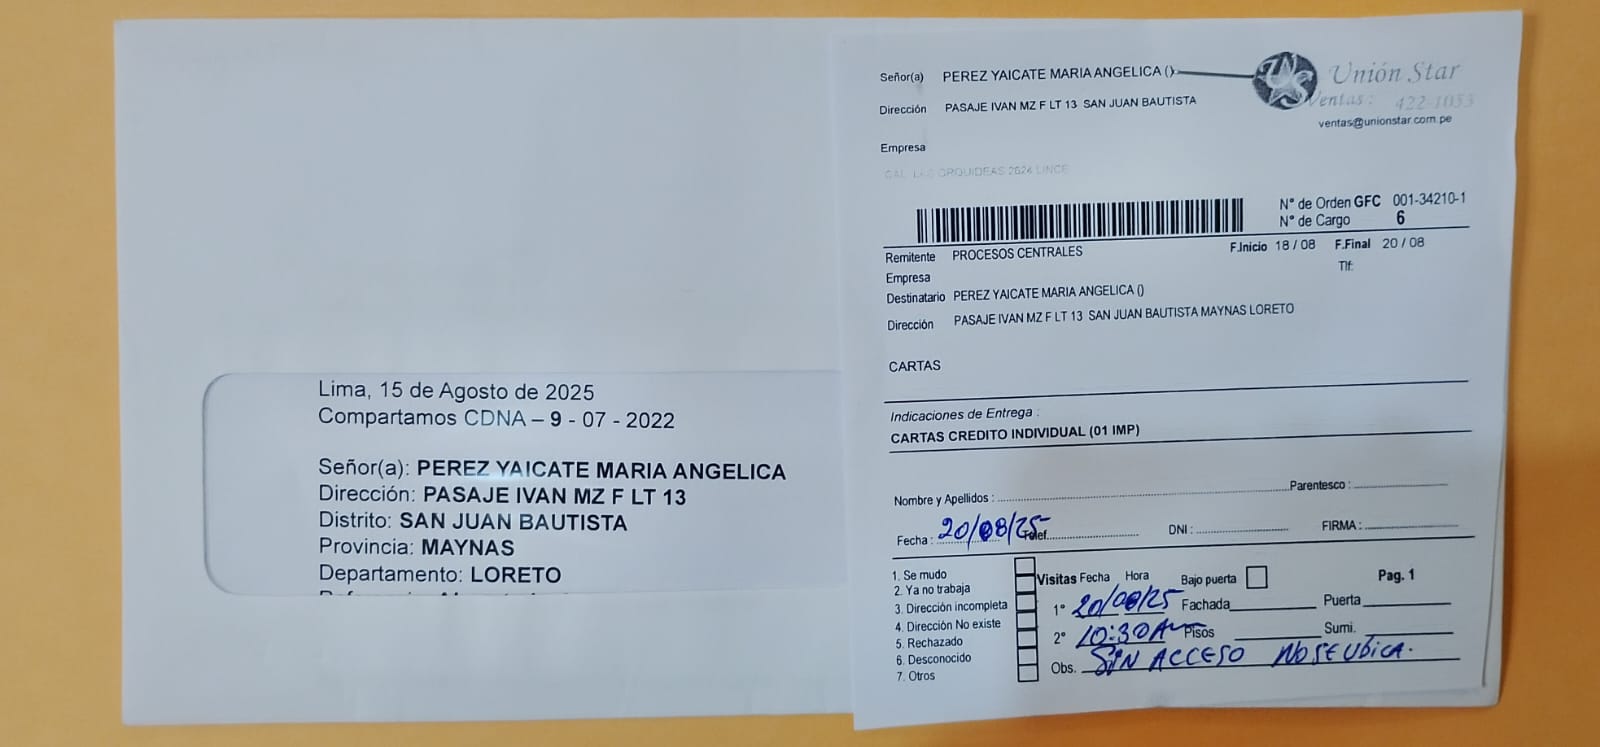 Lima, 15 de Agosto de 2025
Compartamos CDNA – 9 - 07 - 2022
Señor(a): PEREZ YAICATE MARIA ANGELICA
Dirección: PASAJE IVAN MZ F LT 13
Distrito: SAN JUAN BAUTISTA
Provincia: MAYNAS
Departamento: LORETO
Señor(a) PEREZ YAICATE MARIA ANGELICA ()
Unión Star
Dirección PASAJE IVAN MZ F LT 13 SAN JUAN BAUTISTA
Ventas: 422-1053
ventas@unionstar.com.pe
Empresa
CAL. LAS ORQUIDEAS 2624 LINCE
N° de Orden GFC 001-34210-1
N° de Cargo 6
Remitente PROCESOS CENTRALES
F.Inicio 18 / 08 F.Final 20 / 08
Empresa
Tlf:
Destinatario PEREZ YAICATE MARIA ANGELICA ()
Dirección PASAJE IVAN MZ F LT 13 SAN JUAN BAUTISTA MAYNAS LORETO
CARTAS
Indicaciones de Entrega :
CARTAS CREDITO INDIVIDUAL (01 IMP)
Nombre y Apellidos : Parentesco :
Fecha : 20/08/25 Telef. DNI : FIRMA :
1. Se mudo
2. Ya no trabaja
3. Dirección incompleta
4. Dirección No existe
5. Rechazado
6. Desconocido
7. Otros
Visitas Fecha Hora Bajo puerta Pag. 1
1° 20/08/25 Fachada Puerta
2° 10:30 Am Pisos Sumi.
Obs. SIN ACCESO NO SE UBICA.